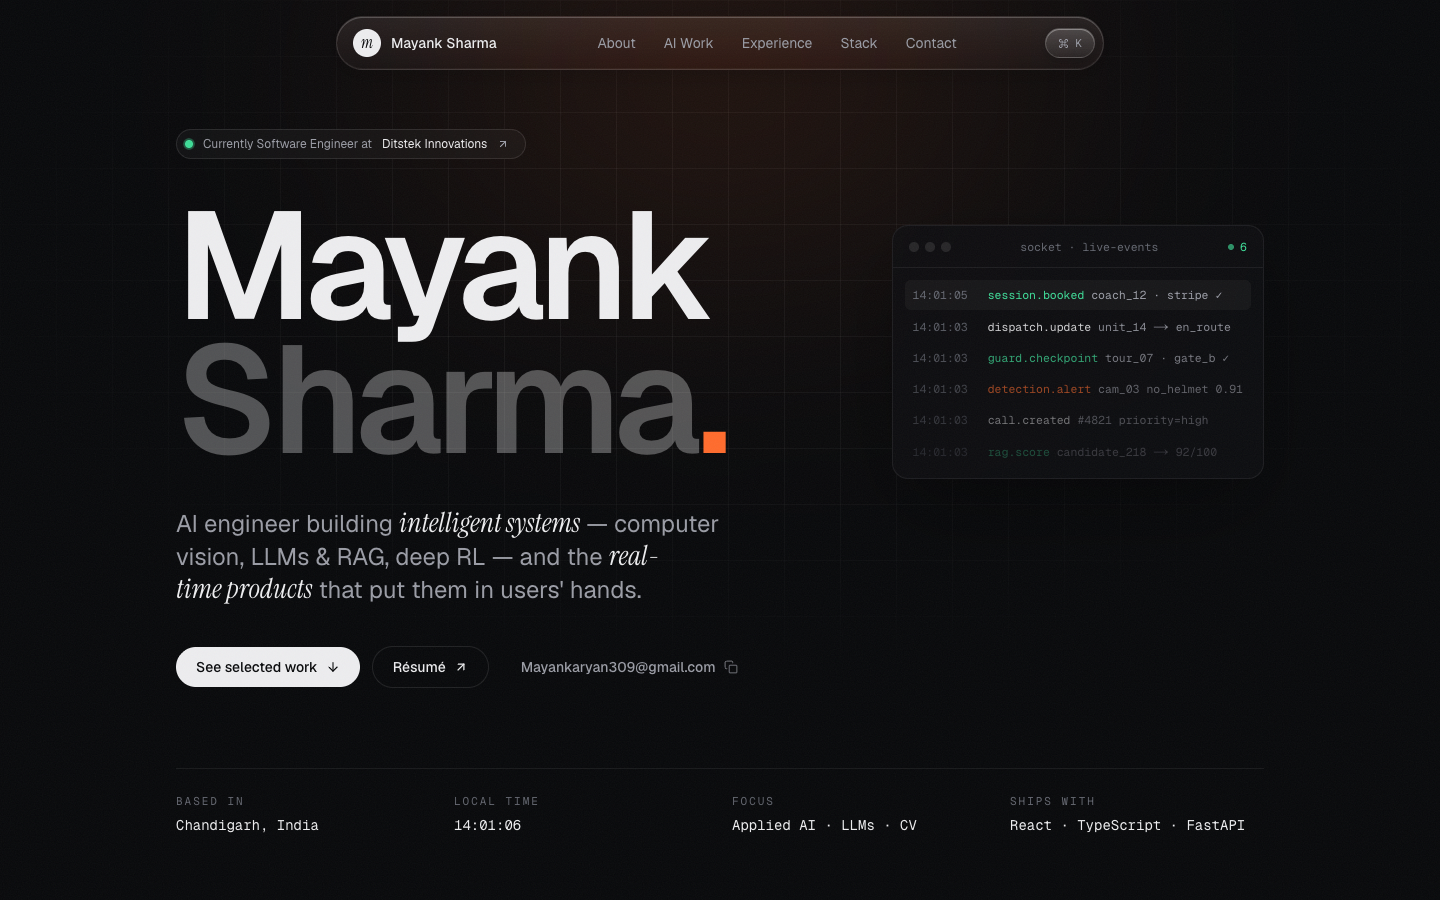 m Mayank Sharma About AI Work Experience Stack Contact ⌘ K
Currently Software Engineer at Ditstek Innovations ↗
Mayank
Sharma.
socket · live-events 6
14:01:05 session.booked coach_12 · stripe ✓
14:01:03 dispatch.update unit_14 → en_route
14:01:03 guard.checkpoint tour_07 · gate_b ✓
14:01:03 detection.alert cam_03 no_helmet 0.91
14:01:03 call.created #4821 priority=high
14:01:03 rag.score candidate_218 → 92/100
AI engineer building intelligent systems — computer
vision, LLMs & RAG, deep RL — and the real-
time products that put them in users' hands.
See selected work ↓ Résumé ↗ Mayankaryan309@gmail.com
BASED IN LOCAL TIME FOCUS SHIPS WITH
Chandigarh, India 14:01:06 Applied AI · LLMs · CV React · TypeScript · FastAPI